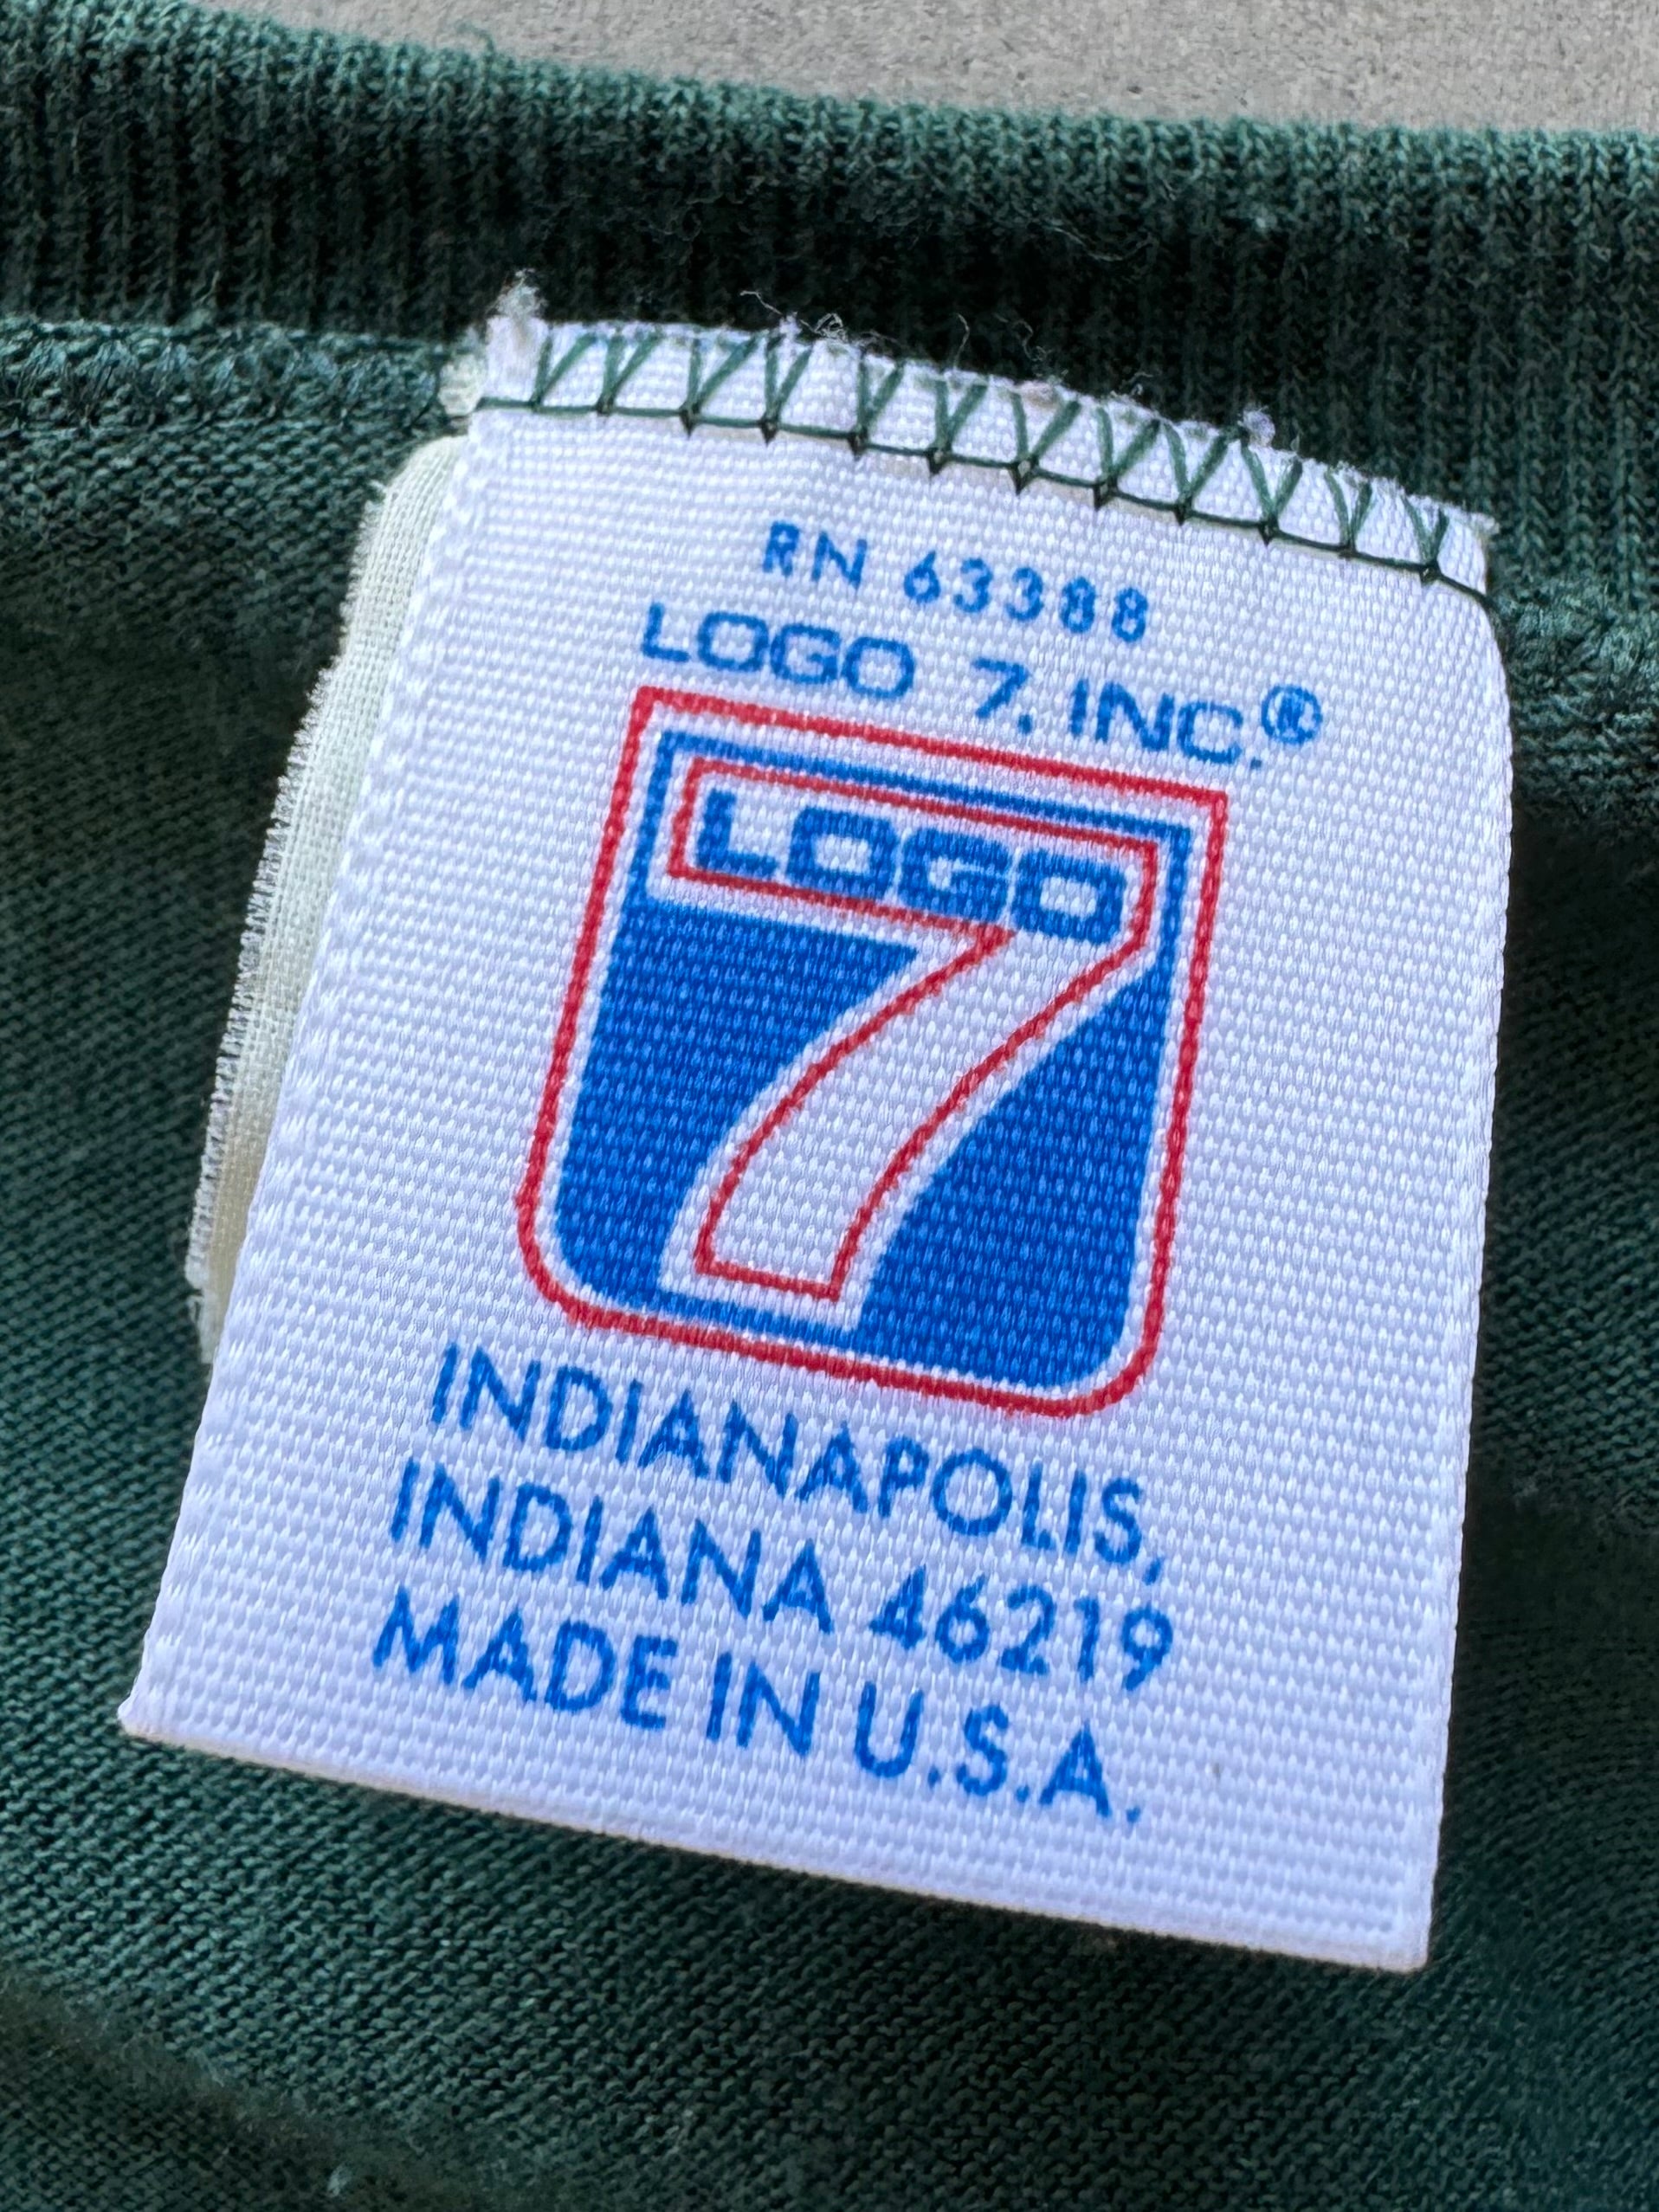 RN 63388
LOGO 7, INC.®
LOGO
7
INDIANAPOLIS,
INDIANA 46219
MADE IN U.S.A.